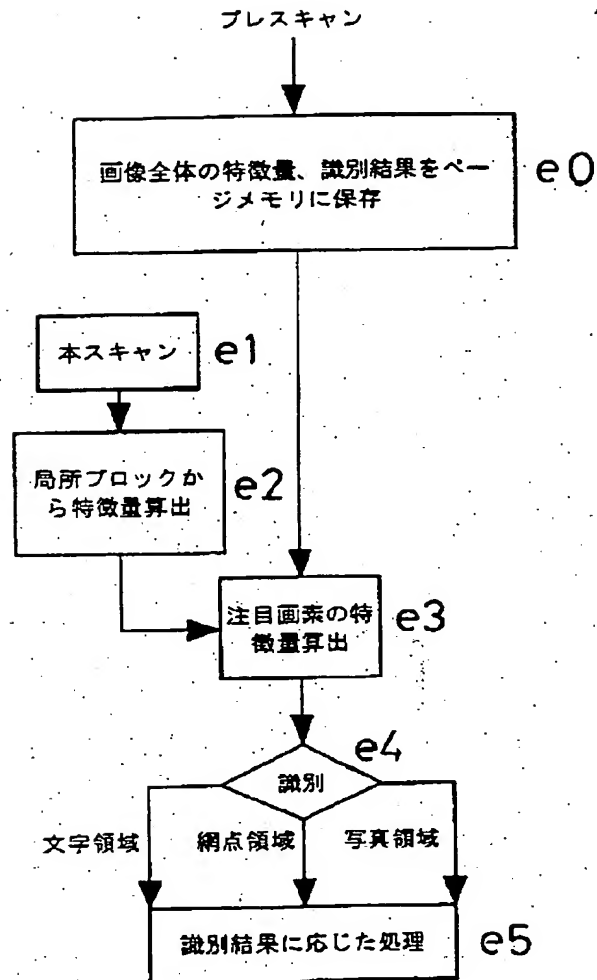 プレスキャン
画像全体の特徴量、識別結果をペー
ジメモリに保存
e0
本スキャン
e1
局所ブロックか
ら特徴量算出
e2
注目画素の特
徴量算出
e3
e4
識別
文字領域
網点領域
写真領域
識別結果に応じた処理
e5